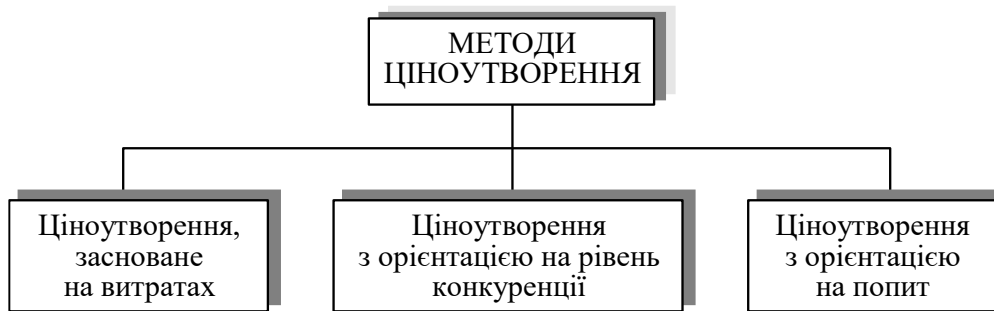 МЕТОДИ
ЦІНОУТВОРЕННЯ
Ціноутворення,
засноване
на витратах
Ціноутворення
з орієнтацією на рівень
конкуренції
Ціноутворення
з орієнтацією
на попит